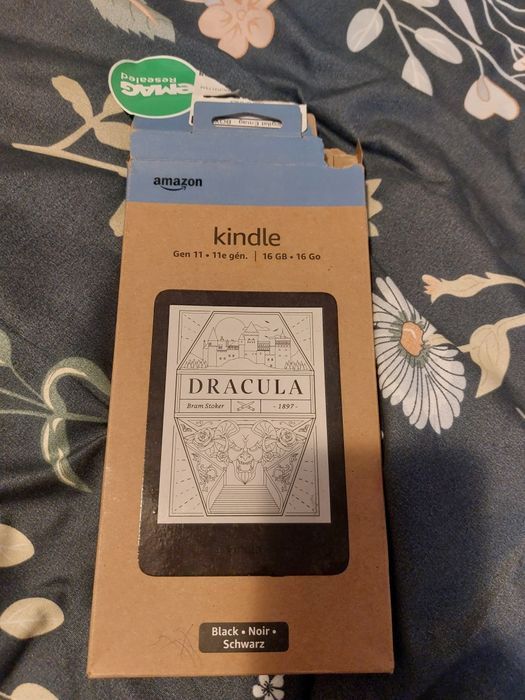 eMAG
Resealed
amazon
kindle
Gen 11 • 11e gén. | 16 GB • 16 Go
DRACULA
Bram Stoker - 1897 -
Black • Noir •
Schwarz